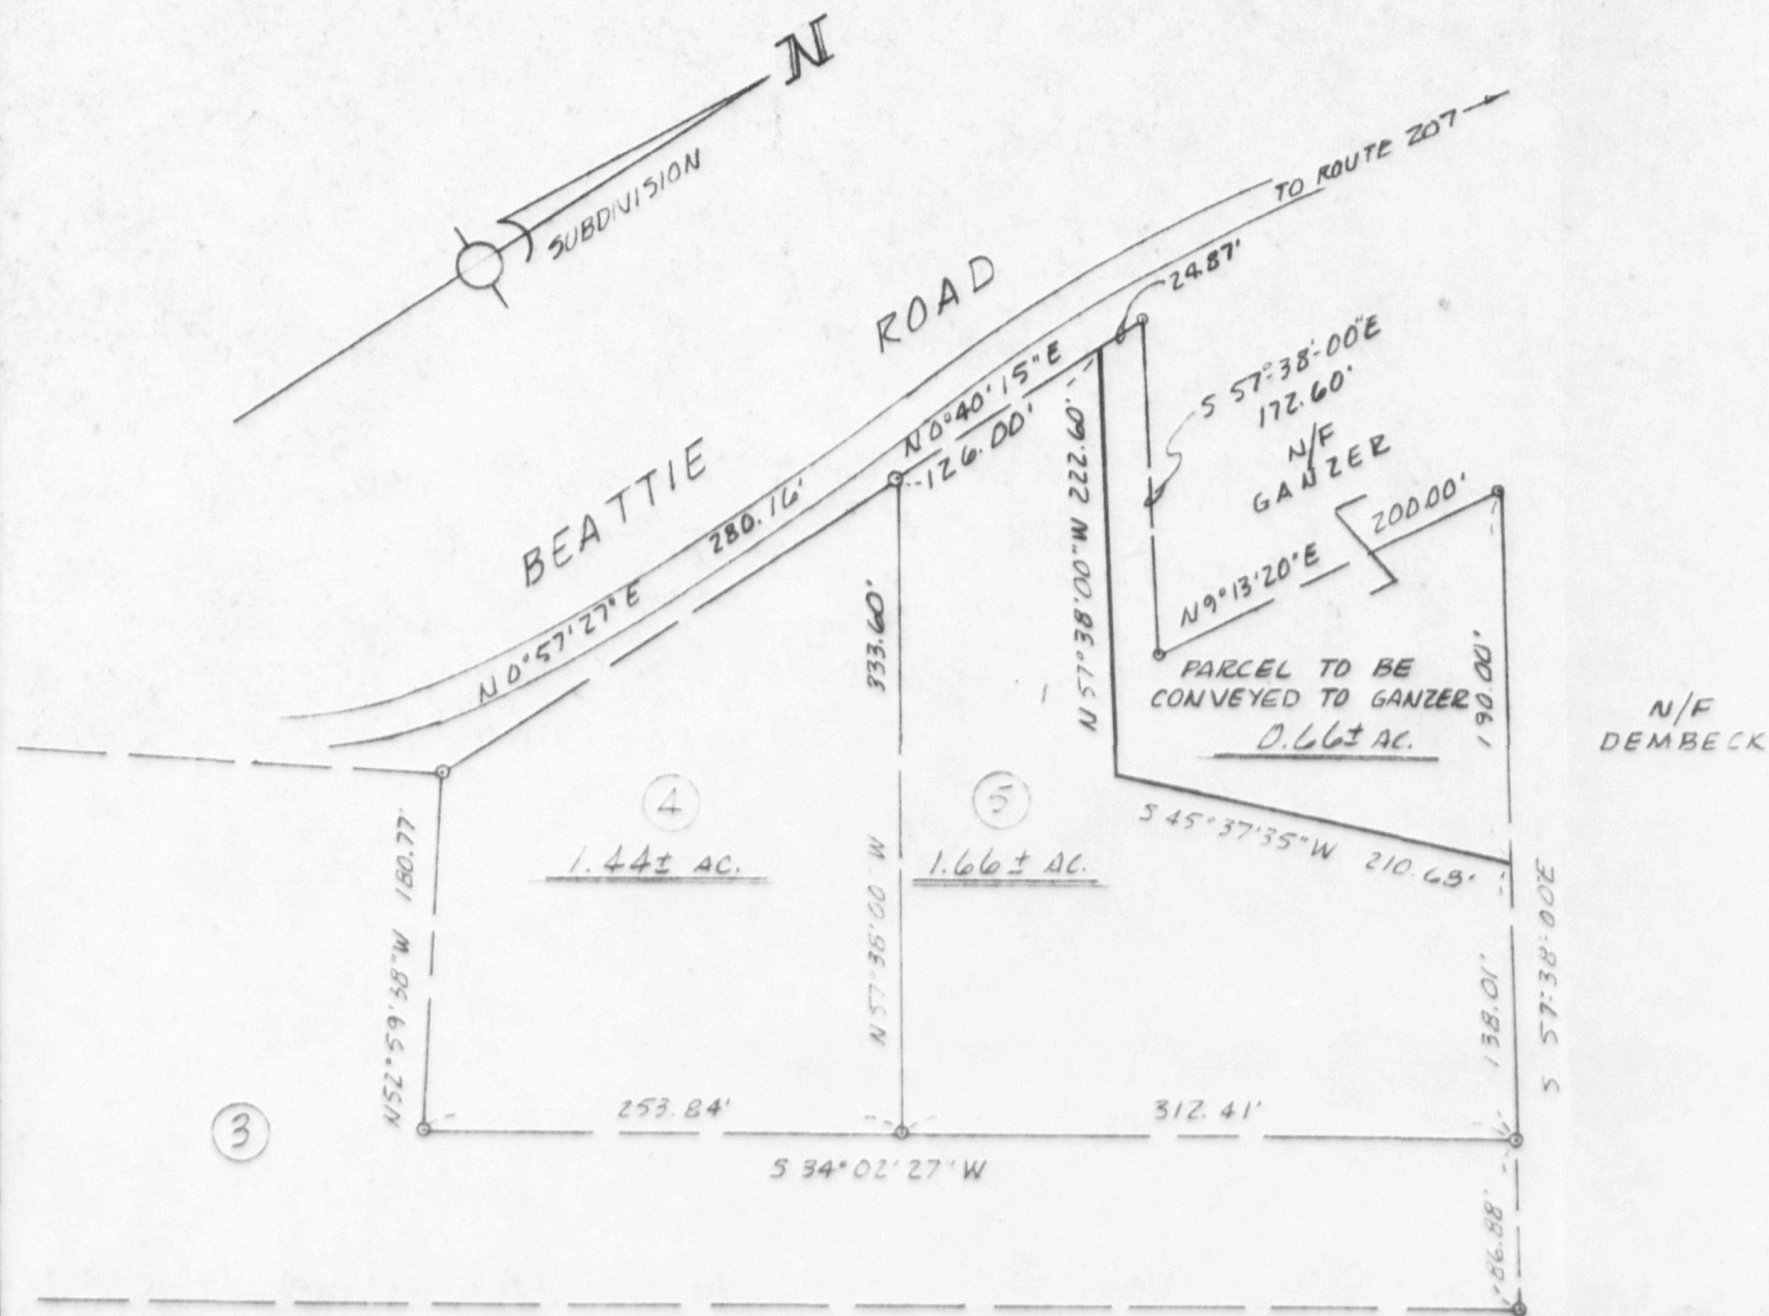 N
SUBDIVISION
TO ROUTE 207
BEATTIE ROAD
24.87'
N 0°40'15"E
126.00'
S 57°-38'-00"E
172.60'
N/F
GANZER
280.16'
N 0°57'27"E
200.00'
N9°13'20"E
N 57°38'00"W 222.60'
333.60'
N57°38'00"W
PARCEL TO BE
CONVEYED TO GANZER
0.66± AC.
190.00'
N/F
DEMBECK
4
1.44± AC.
5
1.66± AC.
S 45°37'35"W 210.68'
N52°59'38"W 180.77'
138.01'
S 57°-38'-00"E
3
253.84'
312.41'
S 34°02'27"W
86.88'